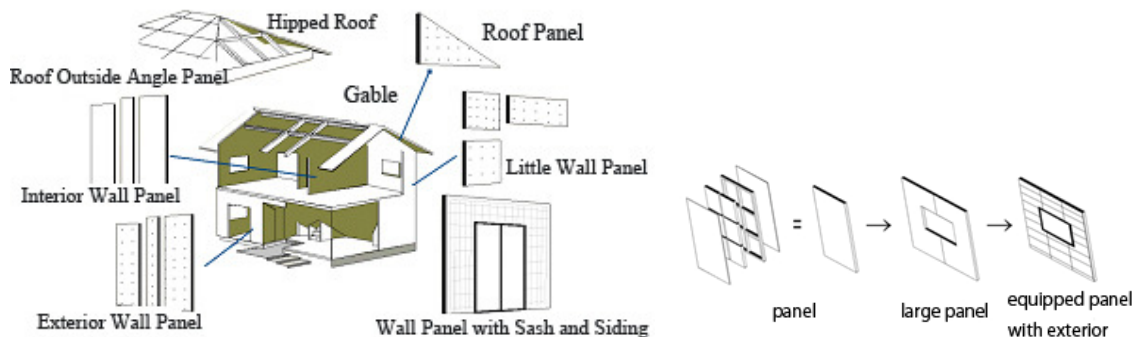 Hipped Roof
Roof Panel
Roof Outside Angle Panel
Gable
Little Wall Panel
Interior Wall Panel
Exterior Wall Panel
Wall Panel with Sash and Siding
=
→
→
panel
large panel
equipped panel
with exterior